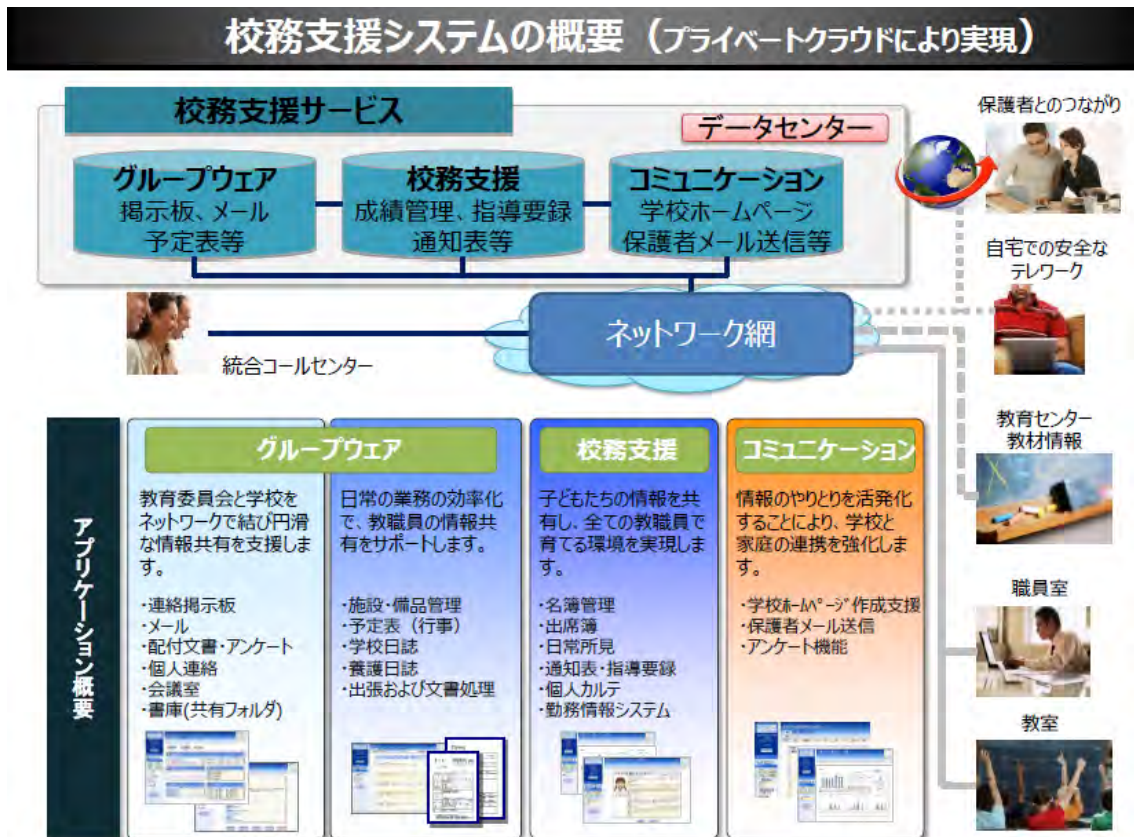 校務支援システムの概要（プライベートクラウドにより実現）
校務支援サービス
データセンター
グループウェア
掲示板、メール
予定表等
校務支援
成績管理、指導要録
通知表等
コミュニケーション
学校ホームページ
保護者メール送信等
保護者とのつながり
自宅での安全な
テレワーク
ネットワーク網
統合コールセンター
教育センター
教材情報
職員室
教室
アプリケーション概要
グループウェア
教育委員会と学校を
ネットワークで結び円滑
な情報共有を支援しま
す。
・連絡掲示板
・メール
・配付文書・アンケート
・個人連絡
・会議室
・書庫(共有フォルダ)
日常の業務の効率化
で、教職員の情報共
有をサポートします。
・施設・備品管理
・予定表（行事）
・学校日誌
・養護日誌
・出張および文書処理
校務支援
子どもたちの情報を共
有し、全ての教職員で
育てる環境を実現しま
す。
・名簿管理
・出席簿
・日常所見
・通知表・指導要録
・個人カルテ
・勤務情報システム
コミュニケーション
情報のやりとりを活発化
することにより、学校と
家庭の連携を強化しま
す。
・学校ﾎｰﾑﾍﾟｰｼﾞ作成支援
・保護者メール送信
・アンケート機能